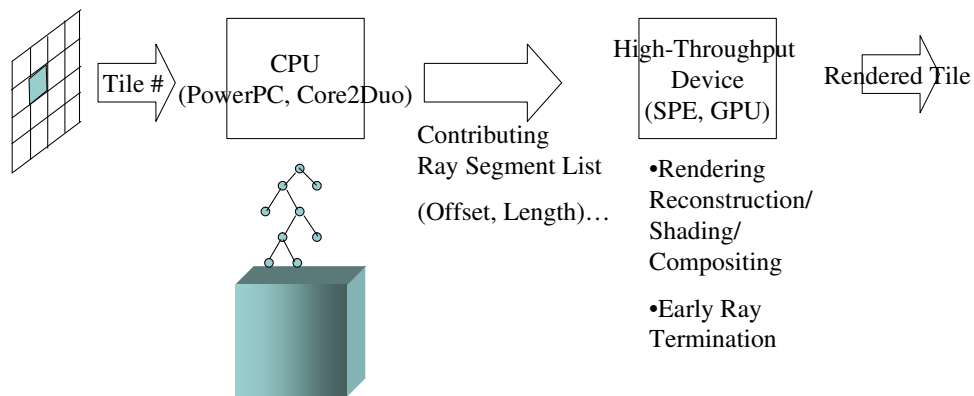 Tile #
CPU
(PowerPC, Core2Duo)
Contributing
Ray Segment List
(Offset, Length)…
High-Throughput
Device
(SPE, GPU)
•Rendering
Reconstruction/
Shading/
Compositing
•Early Ray
Termination
Rendered Tile